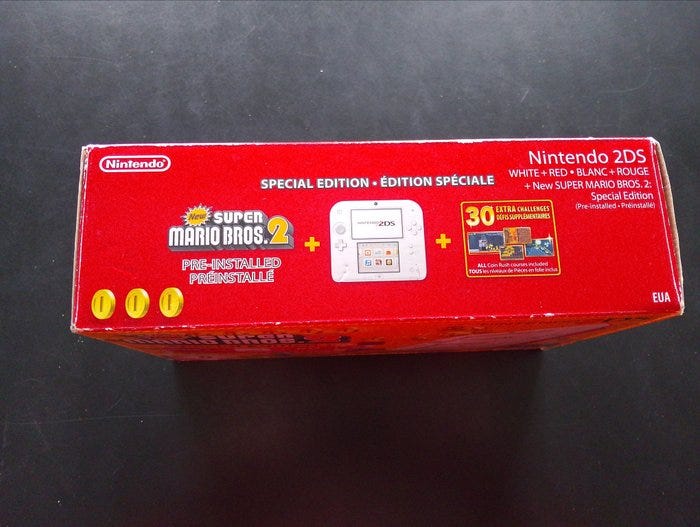 Nintendo
SPECIAL EDITION • ÉDITION SPÉCIALE
Nintendo 2DS
WHITE + RED • BLANC + ROUGE
+ New SUPER MARIO BROS. 2:
Special Edition
(Pre-installed • Préinstallé)
New SUPER
MARIO BROS. 2
PRE-INSTALLED
PRÉINSTALLÉ
+
NINTENDO 2DS
+
30 EXTRA CHALLENGES
DÉFIS SUPPLÉMENTAIRES
ALL Coin Rush courses included
TOUS les niveaux de Pièces en folie inclus
EUA